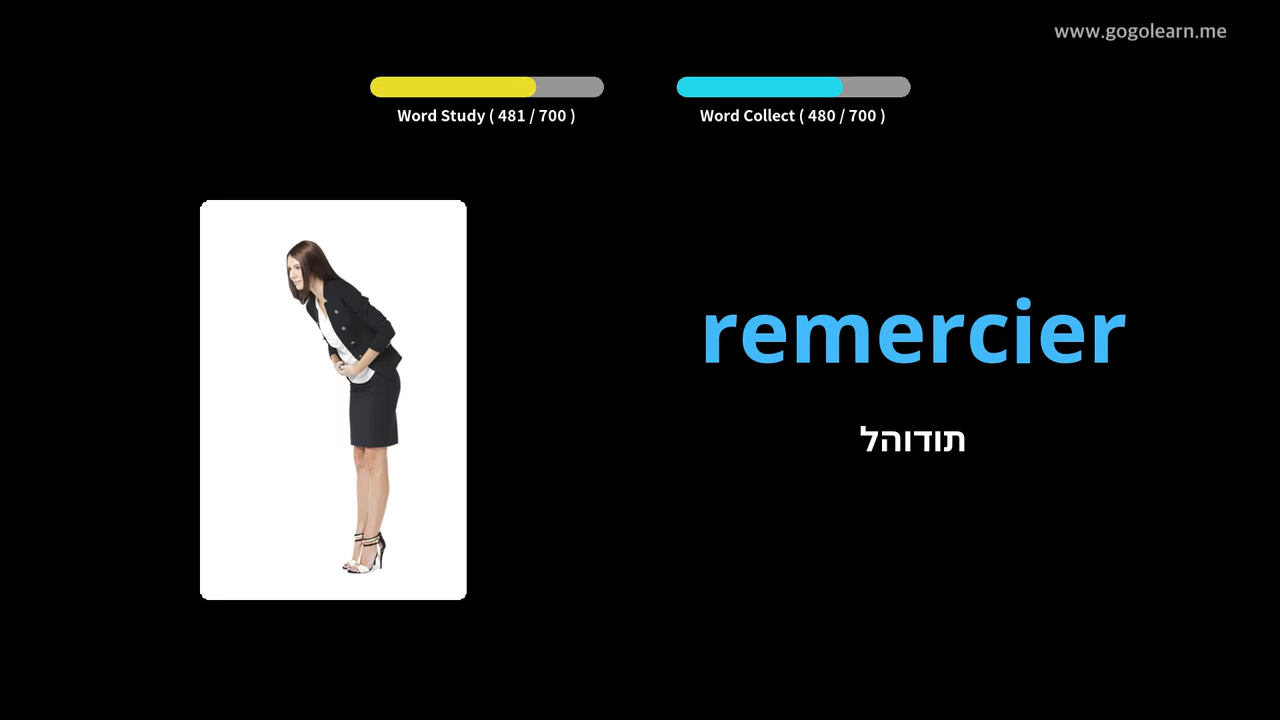 www.gogolearn.me
Word Study ( 481 / 700 )
Word Collect ( 480 / 700 )
remercier
תודוהל